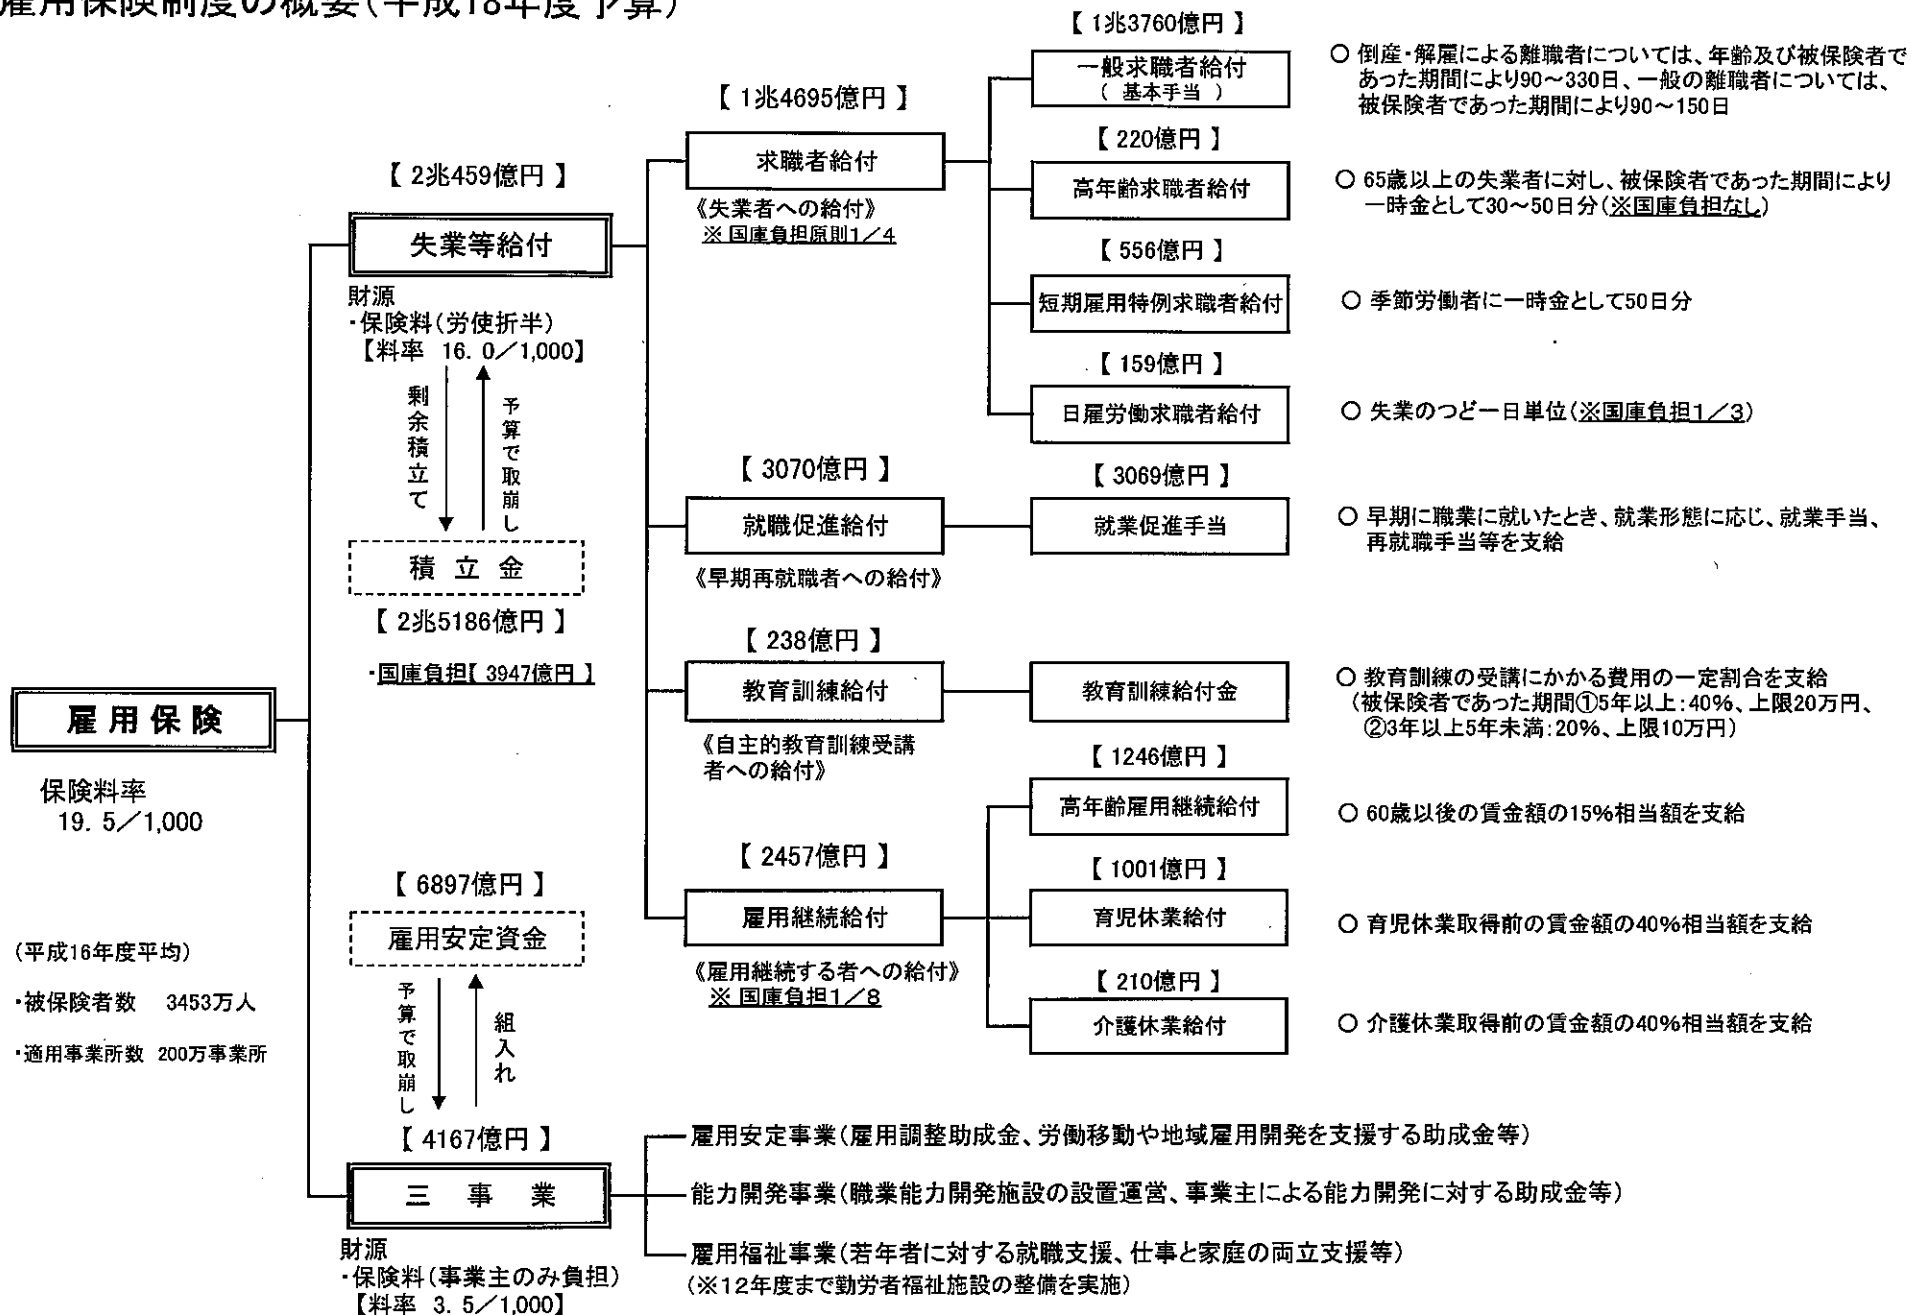 雇用保険制度の概要(平成18年度予算)
雇用保険
保険料率
19.5/1,000
(平成16年度平均)
・被保険者数 3453万人
・適用事業所数 200万事業所
【 2兆459億円 】
失業等給付
財源
・保険料(労使折半)
【料率 16.0/1,000】
剰余積立て
予算で取崩し
積立金
【 2兆5186億円 】
・国庫負担【 3947億円 】
【 6897億円 】
雇用安定資金
予算で取崩し
組入れ
【 4167億円 】
三事業
財源
・保険料(事業主のみ負担)
【料率 3.5/1,000】
【 1兆4695億円 】
求職者給付
《失業者への給付》
※ 国庫負担原則1/4
【 1兆3760億円 】
一般求職者給付
( 基本手当 )
○ 倒産・解雇による離職者については、年齢及び被保険者で
あった期間により90~330日、一般の離職者については、
被保険者であった期間により90~150日
【 220億円 】
高年齢求職者給付
○ 65歳以上の失業者に対し、被保険者であった期間により
一時金として30~50日分(※国庫負担なし)
【 556億円 】
短期雇用特例求職者給付
○ 季節労働者に一時金として50日分
【 159億円 】
日雇労働求職者給付
○ 失業のつど一日単位(※国庫負担1/3)
【 3070億円 】
就職促進給付
《早期再就職者への給付》
【 3069億円 】
就業促進手当
○ 早期に職業に就いたとき、就業形態に応じ、就業手当、
再就職手当等を支給
【 238億円 】
教育訓練給付
《自主的教育訓練受講
者への給付》
教育訓練給付金
○ 教育訓練の受講にかかる費用の一定割合を支給
(被保険者であった期間①5年以上:40%、上限20万円、
②3年以上5年未満:20%、上限10万円)
【 2457億円 】
雇用継続給付
《雇用継続する者への給付》
※ 国庫負担1/8
【 1246億円 】
高年齢雇用継続給付
○ 60歳以後の賃金額の15%相当額を支給
【 1001億円 】
育児休業給付
○ 育児休業取得前の賃金額の40%相当額を支給
【 210億円 】
介護休業給付
○ 介護休業取得前の賃金額の40%相当額を支給
雇用安定事業(雇用調整助成金、労働移動や地域雇用開発を支援する助成金等)
能力開発事業(職業能力開発施設の設置運営、事業主による能力開発に対する助成金等)
雇用福祉事業(若年者に対する就職支援、仕事と家庭の両立支援等)
(※12年度まで勤労者福祉施設の整備を実施)